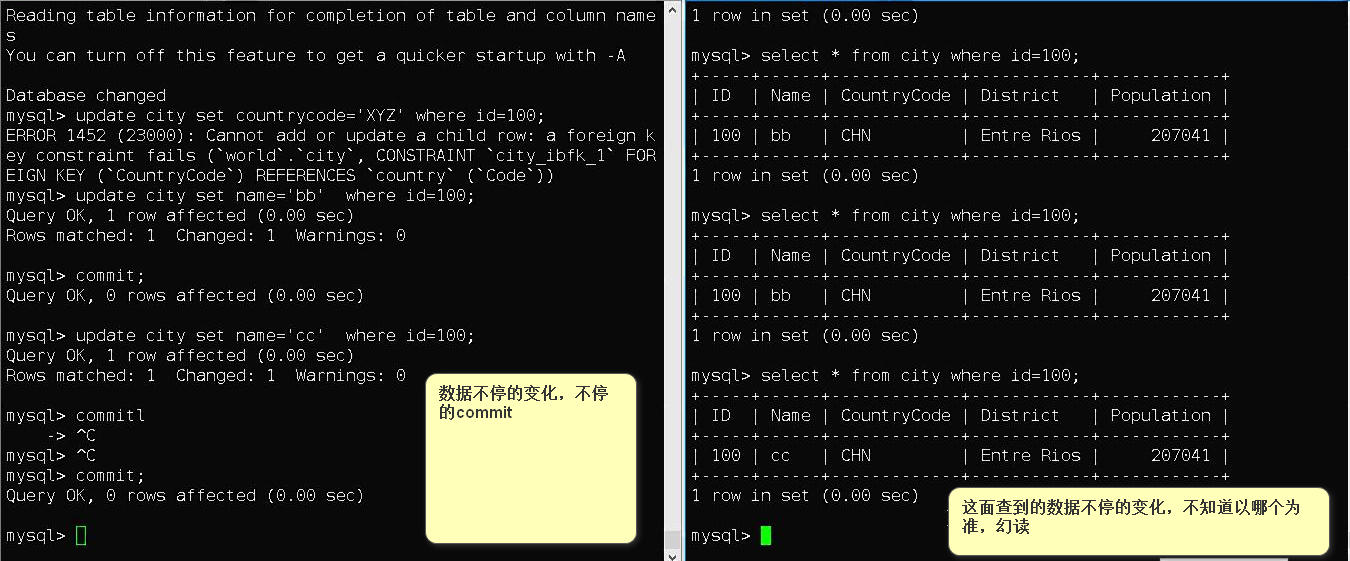 Reading table information for completion of table and column name
s
You can turn off this feature to get a quicker startup with -A
Database changed
mysql> update city set countrycode='XYZ' where id=100;
ERROR 1452 (23000): Cannot add or update a child row: a foreign k
ey constraint fails (`world`.`city`, CONSTRAINT `city_ibfk_1` FOR
EIGN KEY (`CountryCode`) REFERENCES `country` (`Code`))
mysql> update city set name='bb'  where id=100;
Query OK, 1 row affected (0.00 sec)
Rows matched: 1  Changed: 1  Warnings: 0
mysql> commit;
Query OK, 0 rows affected (0.00 sec)
mysql> update city set name='cc'  where id=100;
Query OK, 1 row affected (0.00 sec)
Rows matched: 1  Changed: 1  Warnings: 0
mysql> commitl
    -> ^C
mysql> ^C
mysql> commit;
Query OK, 0 rows affected (0.00 sec)
mysql>
数据不停的变化，不停
的commit
1 row in set (0.00 sec)
mysql> select * from city where id=100;
+-----+------+-------------+------------+------------+
| ID  | Name | CountryCode | District   | Population |
+-----+------+-------------+------------+------------+
| 100 | bb   | CHN         | Entre Rios |     207041 |
+-----+------+-------------+------------+------------+
1 row in set (0.00 sec)
mysql> select * from city where id=100;
+-----+------+-------------+------------+------------+
| ID  | Name | CountryCode | District   | Population |
+-----+------+-------------+------------+------------+
| 100 | bb   | CHN         | Entre Rios |     207041 |
+-----+------+-------------+------------+------------+
1 row in set (0.00 sec)
mysql> select * from city where id=100;
+-----+------+-------------+------------+------------+
| ID  | Name | CountryCode | District   | Population |
+-----+------+-------------+------------+------------+
| 100 | cc   | CHN         | Entre Rios |     207041 |
+-----+------+-------------+------------+------------+
1 row in set (0.00 sec)
mysql>
这面查到的数据不停的变化，不知道以哪个为
准，幻读